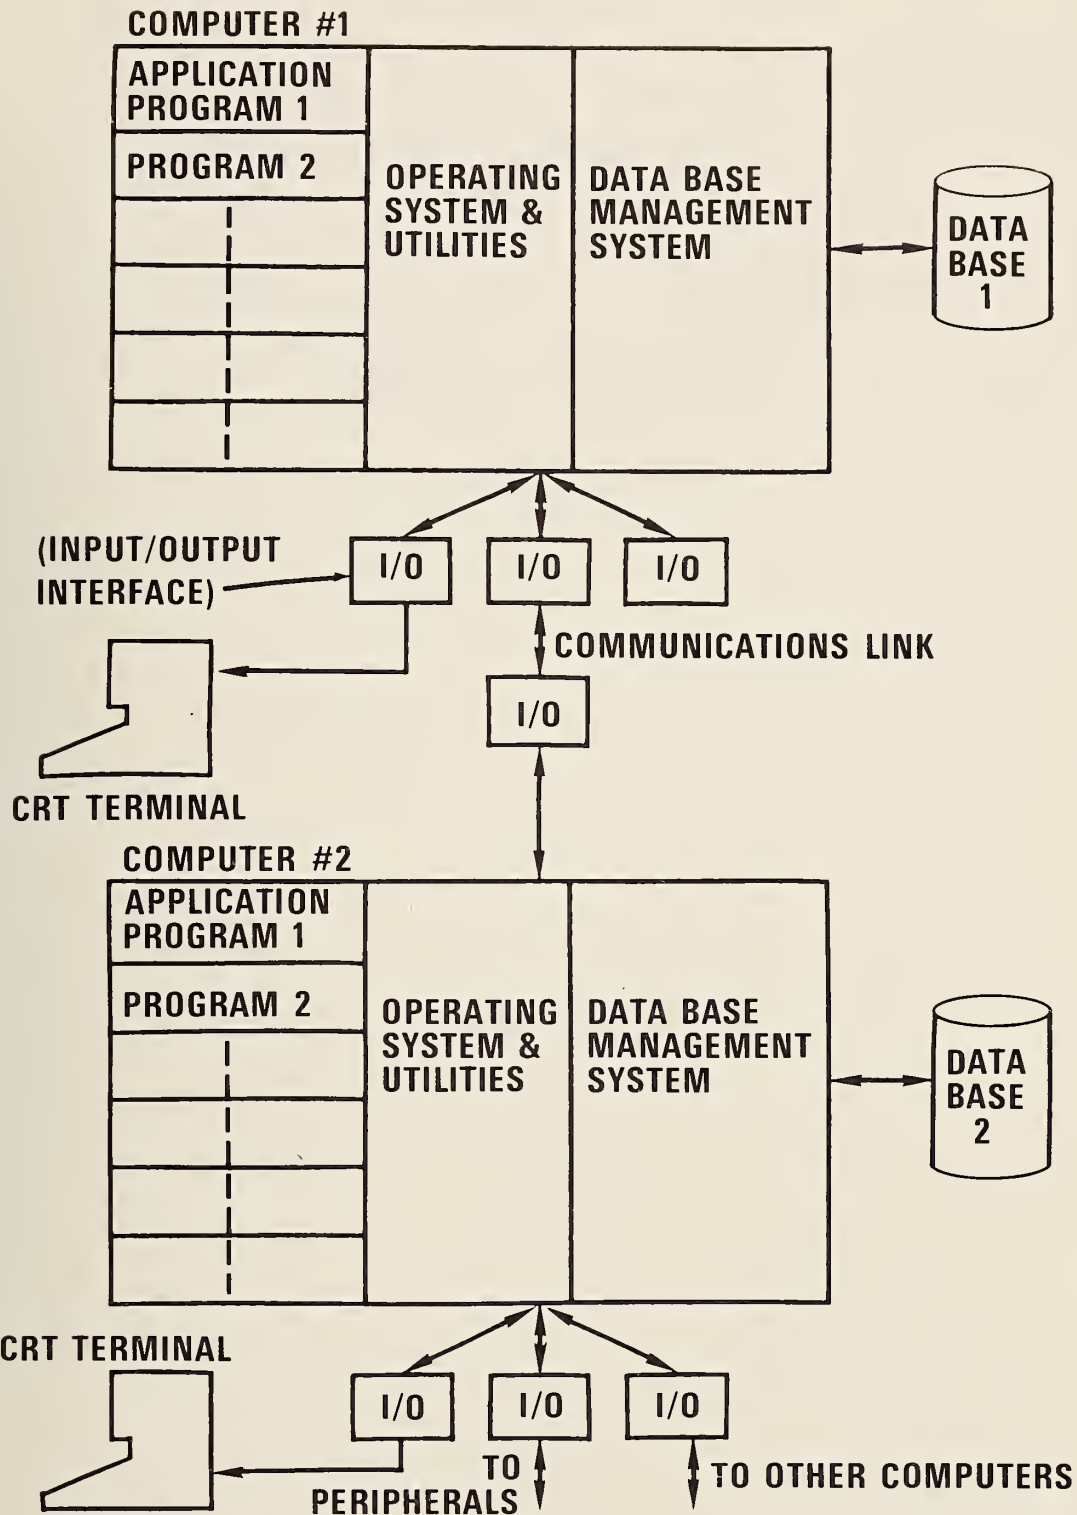 COMPUTER #1
APPLICATION
PROGRAM 1
PROGRAM 2
OPERATING
SYSTEM &
UTILITIES
DATA BASE
MANAGEMENT
SYSTEM
DATA
BASE
1
(INPUT/OUTPUT
INTERFACE)
I/O
I/O
I/O
COMMUNICATIONS LINK
I/O
CRT TERMINAL
COMPUTER #2
APPLICATION
PROGRAM 1
PROGRAM 2
OPERATING
SYSTEM &
UTILITIES
DATA BASE
MANAGEMENT
SYSTEM
DATA
BASE
2
CRT TERMINAL
I/O
I/O
I/O
TO
PERIPHERALS
TO OTHER COMPUTERS